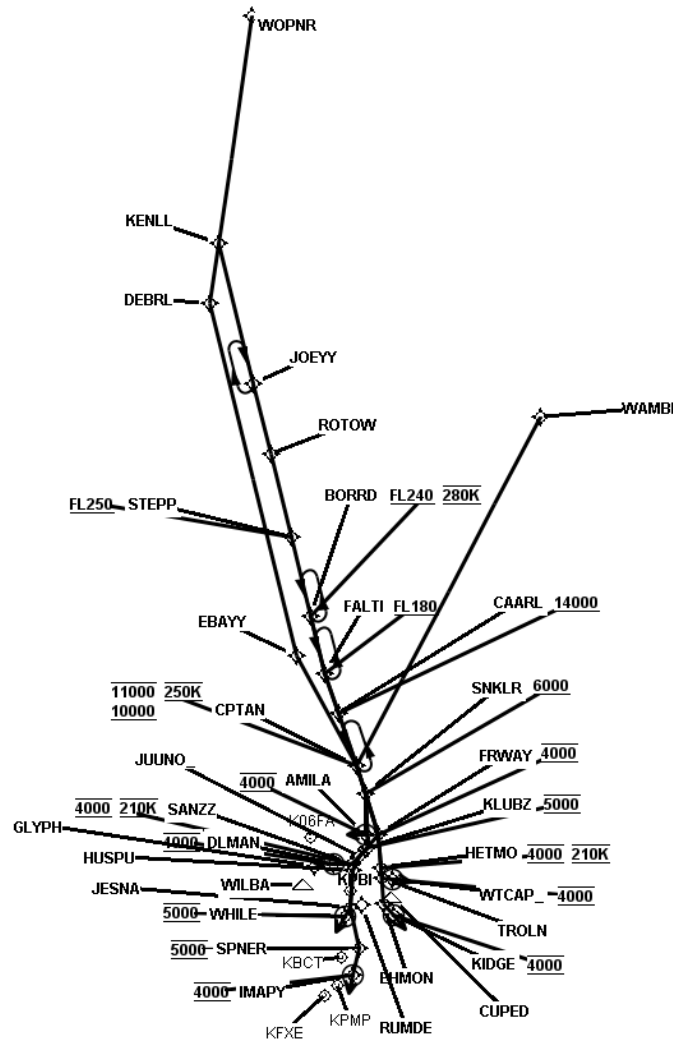 WOPNR
KENLL
DEBRL
JOEYY
WAMBI
ROTOW
BORRD FL240 280K
FL250 STEPP
CAARL 14000
FALTI FL180
EBAYY
SNKLR 6000
11000 250K
10000
CPTAN
FRWAY 4000
JUUNO_
4000 AMILA
KLUBZ 5000
4000 210K SANZZ
K06FA
GLYPH
4000 DLMAN
HETMO 4000 210K
HUSPU
WILBA
KPBI
JESNA
WTCAP_ 4000
5000 WHILE
TROLN
5000 SPNER
KBCT
EHMON
KIDGE 4000
4000 IMAPY
CUPED
KPMP
RUMDE
KFXE